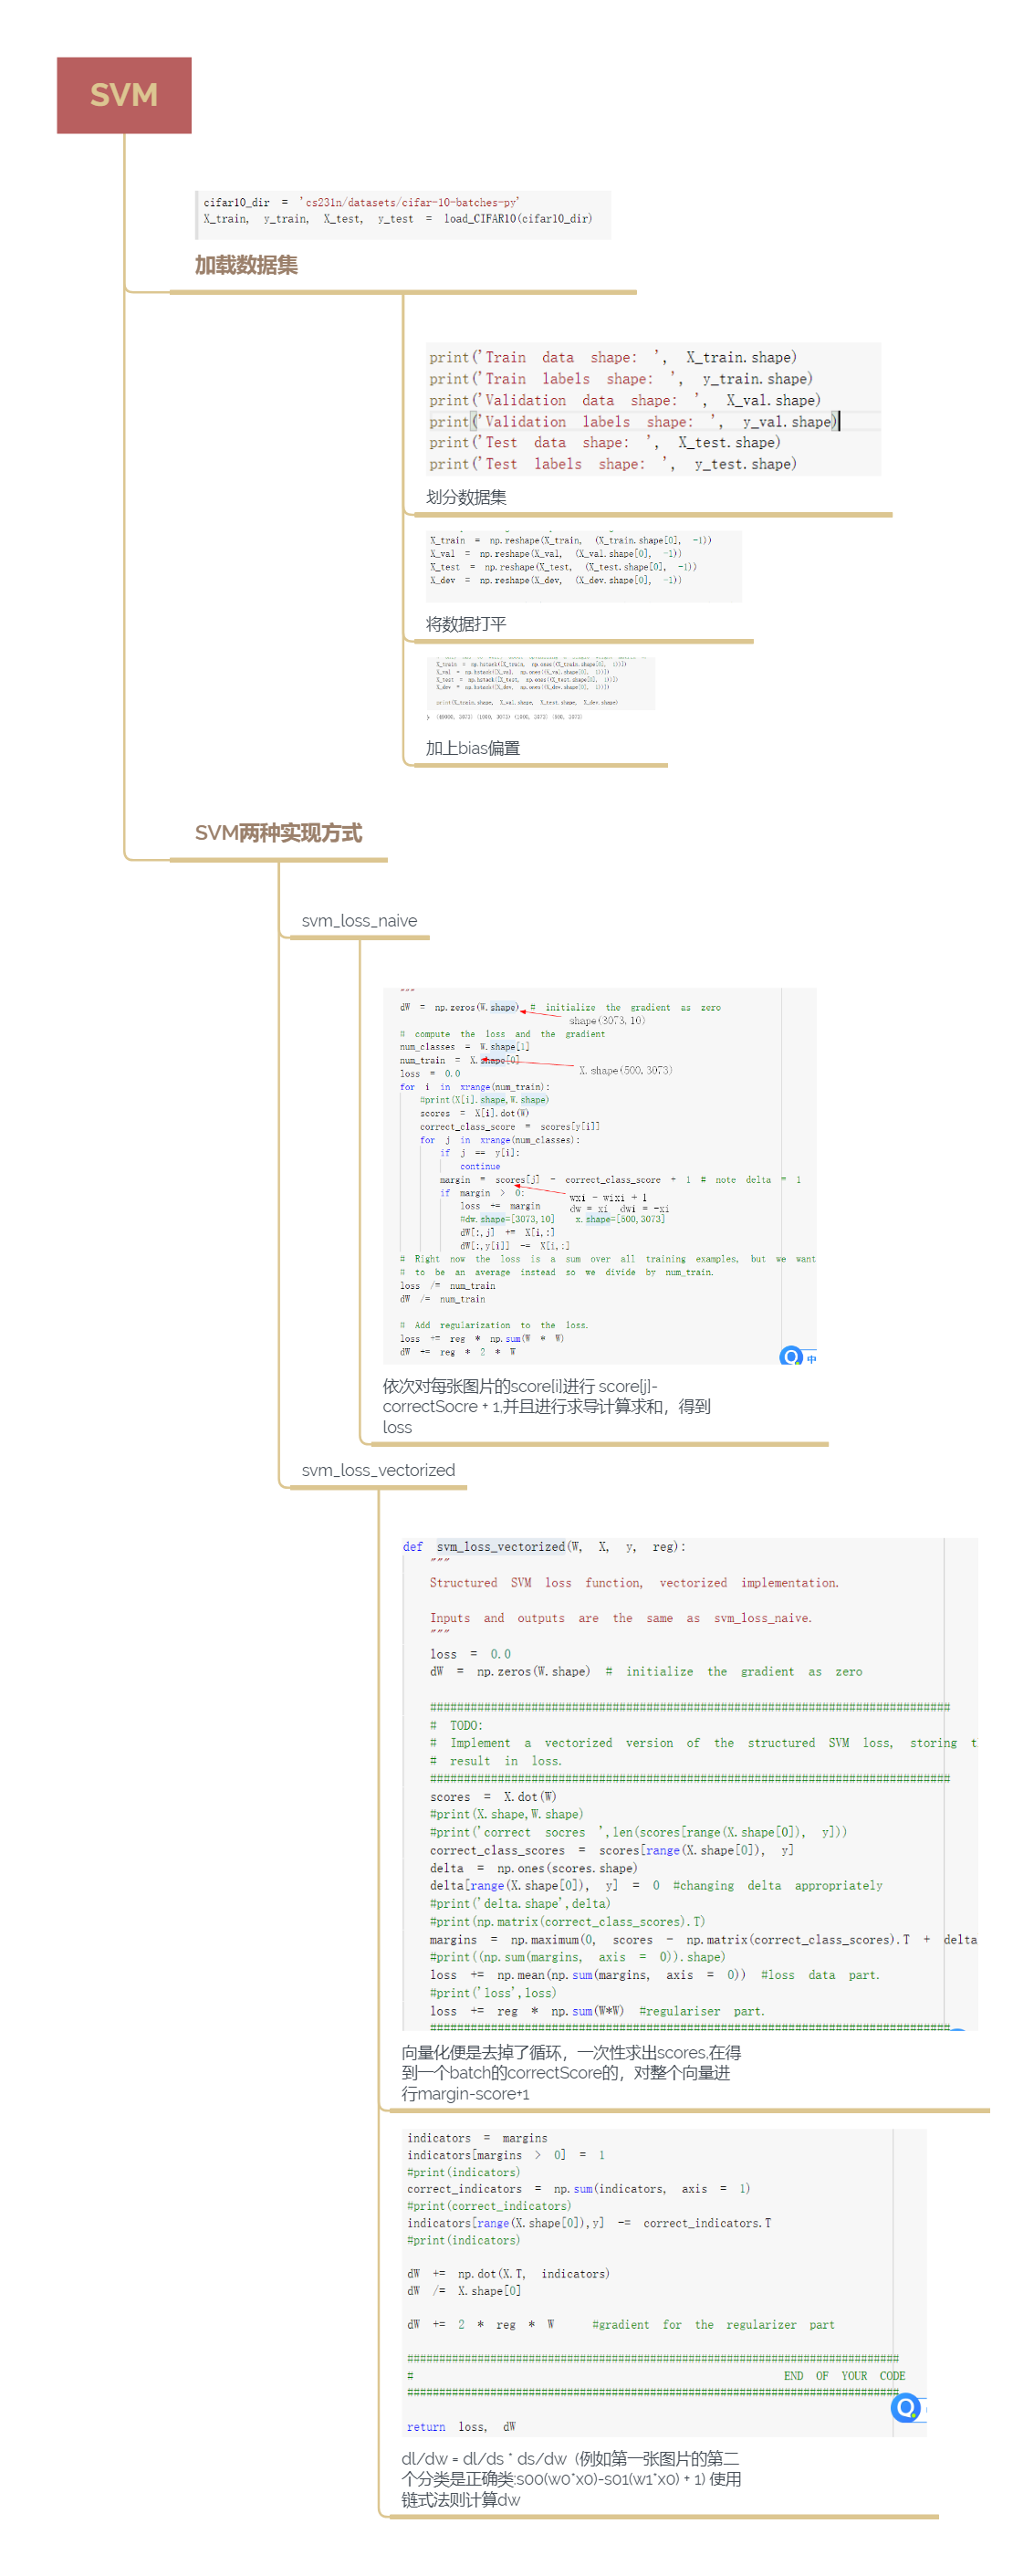 SVM
cifar10_dir = 'cs231n/datasets/cifar-10-batches-py'
X_train, y_train, X_test, y_test = load_CIFAR10(cifar10_dir)
加载数据集
print('Train data shape: ', X_train.shape)
print('Train labels shape: ', y_train.shape)
print('Validation data shape: ', X_val.shape)
print('Validation labels shape: ', y_val.shape)
print('Test data shape: ', X_test.shape)
print('Test labels shape: ', y_test.shape)
划分数据集
X_train = np.reshape(X_train, (X_train.shape[0], -1))
X_val = np.reshape(X_val, (X_val.shape[0], -1))
X_test = np.reshape(X_test, (X_test.shape[0], -1))
X_dev = np.reshape(X_dev, (X_dev.shape[0], -1))
将数据打平
X_train = np.hstack([X_train, np.ones((X_train.shape[0], 1))])
X_val = np.hstack([X_val, np.ones((X_val.shape[0], 1))])
X_test = np.hstack([X_test, np.ones((X_test.shape[0], 1))])
X_dev = np.hstack([X_dev, np.ones((X_dev.shape[0], 1))])
print(X_train.shape, X_val.shape, X_test.shape, X_dev.shape)
(49000, 3073) (1000, 3073) (1000, 3073) (500, 3073)
加上bias偏置
SVM两种实现方式
svm_loss_naive
"""
dW = np.zeros(W.shape) # initialize the gradient as zero
shape(3073,10)
# compute the loss and the gradient
num_classes = W.shape[1]
num_train = X.shape[0]
X.shape(500,3073)
loss = 0.0
for i in xrange(num_train):
#print(X[i].shape,W.shape)
scores = X[i].dot(W)
correct_class_score = scores[y[i]]
for j in xrange(num_classes):
if j == y[i]:
continue
margin = scores[j] - correct_class_score + 1 # note delta = 1
if margin > 0:
wxi - wixi + 1
loss += margin
dw = xi dwi = -xi
#dw.shape=[3073,10] x.shape=[500,3073]
dW[:,j] += X[i,:]
dW[:,y[i]] -= X[i,:]
# Right now the loss is a sum over all training examples, but we want
# to be an average instead so we divide by num_train.
loss /= num_train
dW /= num_train
# Add regularization to the loss.
loss += reg * np.sum(W * W)
dW += reg * 2 * W
中
依次对每张图片的score[i]进行 score[j]-
correctSocre + 1,并且进行求导计算求和，得到
loss
svm_loss_vectorized
def svm_loss_vectorized(W, X, y, reg):
"""
Structured SVM loss function, vectorized implementation.
Inputs and outputs are the same as svm_loss_naive.
"""
loss = 0.0
dW = np.zeros(W.shape) # initialize the gradient as zero
#############################################################################
# TODO:
# Implement a vectorized version of the structured SVM loss, storing t
# result in loss.
#############################################################################
scores = X.dot(W)
#print(X.shape,W.shape)
#print('correct socres ',len(scores[range(X.shape[0]), y]))
correct_class_scores = scores[range(X.shape[0]), y]
delta = np.ones(scores.shape)
delta[range(X.shape[0]), y] = 0 #changing delta appropriately
#print('delta.shape',delta)
#print(np.matrix(correct_class_scores).T)
margins = np.maximum(0, scores - np.matrix(correct_class_scores).T + delta
#print((np.sum(margins, axis = 0)).shape)
loss += np.mean(np.sum(margins, axis = 0)) #loss data part.
#print('loss',loss)
loss += reg * np.sum(W*W) #regulariser part.
#############################################################################
向量化便是去掉了循环，一次性求出scores,在得
到一个batch的correctScore的，对整个向量进
行margin-score+1
indicators = margins
indicators[margins > 0] = 1
#print(indicators)
correct_indicators = np.sum(indicators, axis = 1)
#print(correct_indicators)
indicators[range(X.shape[0]),y] -= correct_indicators.T
#print(indicators)
dW += np.dot(X.T, indicators)
dW /= X.shape[0]
dW += 2 * reg * W #gradient for the regularizer part
#############################################################################
# END OF YOUR CODE
#############################################################################
return loss, dW
dl/dw = dl/ds * ds/dw (例如第一张图片的第二
个分类是正确类:s00(w0*x0)-s01(w1*x0) + 1) 使用
链式法则计算dw